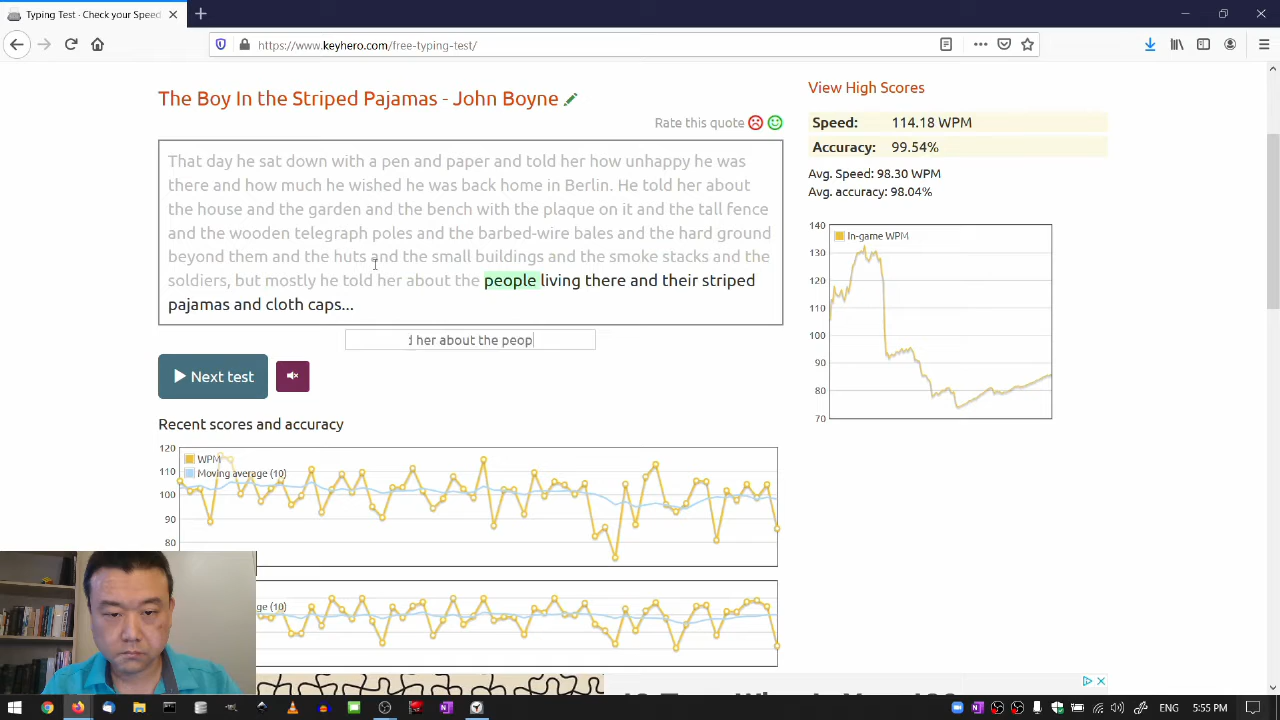 Typing Test - Check your Speed
https://www.keyhero.com/free-typing-test/
The Boy In the Striped Pajamas - John Boyne
Rate this quote
That day he sat down with a pen and paper and told her how unhappy he was
there and how much he wished he was back home in Berlin. He told her about
the house and the garden and the bench with the plaque on it and the tall fence
and the wooden telegraph poles and the barbed-wire bales and the hard ground
beyond them and the huts and the small buildings and the smoke stacks and the
soldiers, but mostly he told her about the people living there and their striped
pajamas and cloth caps...
her about the peop
Next test
View High Scores
Speed: 114.18 WPM
Accuracy: 99.54%
Avg. Speed: 98.30 WPM
Avg. accuracy: 98.04%
140
In-game WPM
130
120
110
100
90
80
70
Recent scores and accuracy
120
WPM
110
Moving average (10)
100
90
80
ge (10)
ENG
5:55 PM